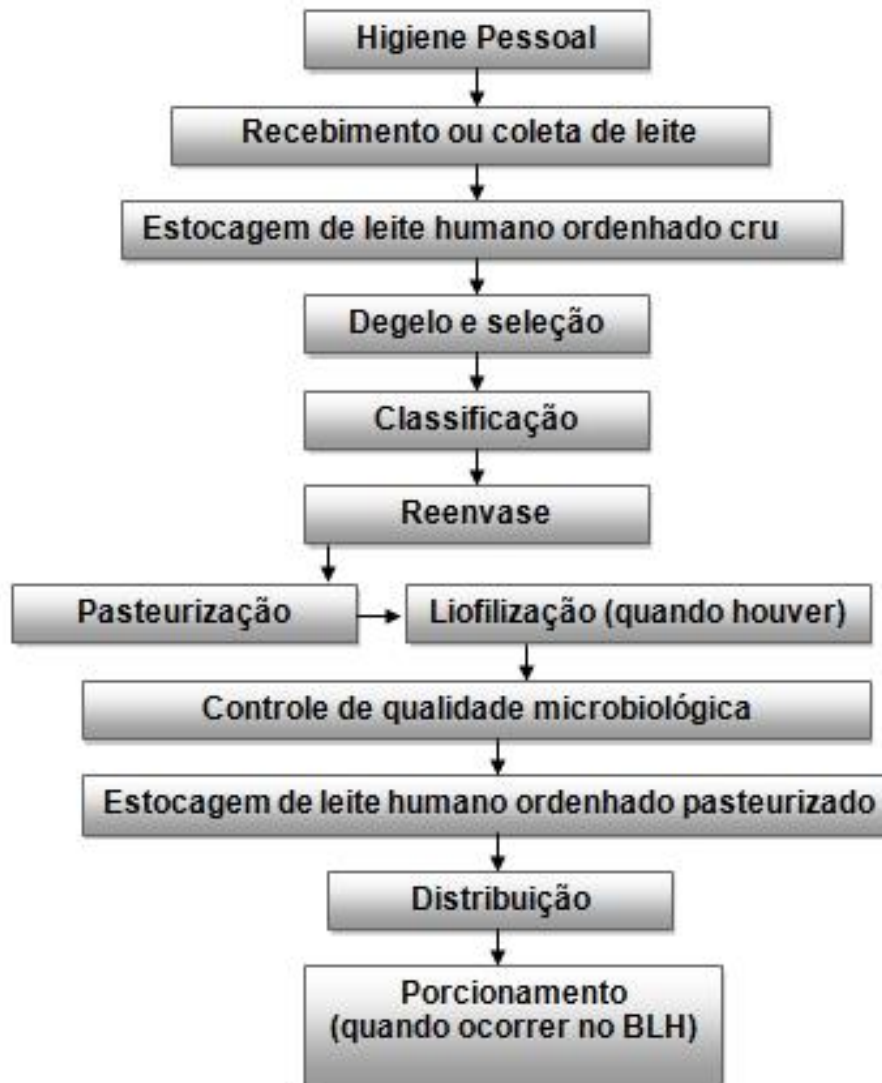 Higiene Pessoal
Recebimento ou coleta de leite
Estocagem de leite humano ordenhado cru
Degelo e seleção
Classificação
Reenvase
Pasteurização
Liofilização (quando houver)
Controle de qualidade microbiológica
Estocagem de leite humano ordenhado pasteurizado
Distribuição
Porcionamento
(quando ocorrer no BLH)